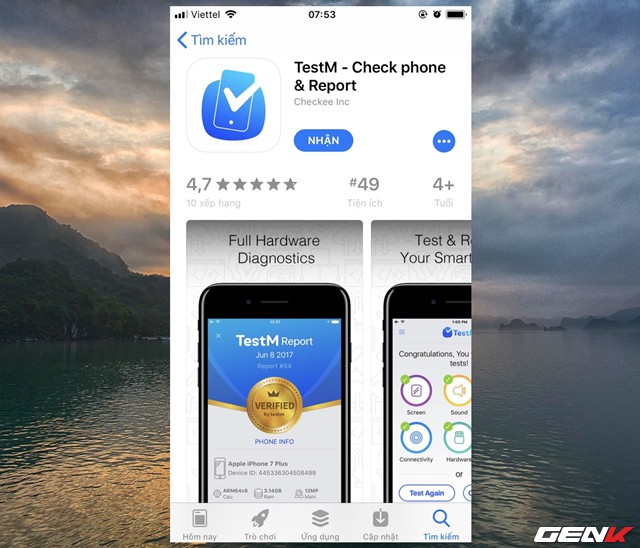 Viettel
07:53
Tìm kiếm
TestM - Check phone
& Report
Checkee Inc
NHẬN
4,7
#49
4+
10 xếp hạng
Tiện ích
Tuổi
Full Hardware
Diagnostics
TestM Report
Jun 8 2017
Report #54
VERIFIED
By testm
PHONE INFO
Apple iPhone 7 Plus
Device ID: 445336304508499
ARM64v8
Cpu
3.14GB
Ram
12MP
Main
Test & R
Your Smart
1:00 PM
TestM
Congratulations, You
tests!
Screen
Sound
Connectivity
Hardware
or
Test Again
Hôm nay
Trò chơi
Ứng dụng
Cập nhật
Tìm kiếm
GENK